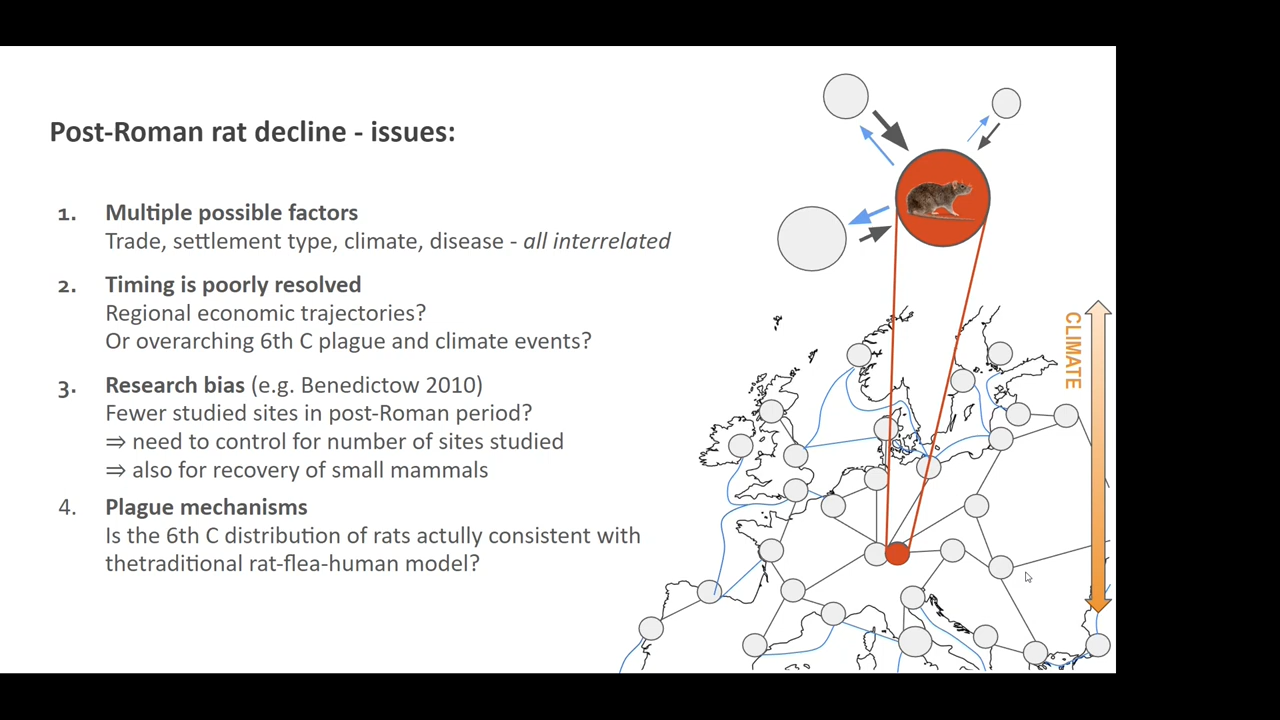 Post-Roman rat decline - issues:
1. Multiple possible factors
Trade, settlement type, climate, disease - all interrelated
2. Timing is poorly resolved
Regional economic trajectories?
Or overarching 6th C plague and climate events?
3. Research bias (e.g. Benedictow 2010)
Fewer studied sites in post-Roman period?
⇒ need to control for number of sites studied
⇒ also for recovery of small mammals
4. Plague mechanisms
Is the 6th C distribution of rats actully consistent with
thetraditional rat-flea-human model?
CLIMATE